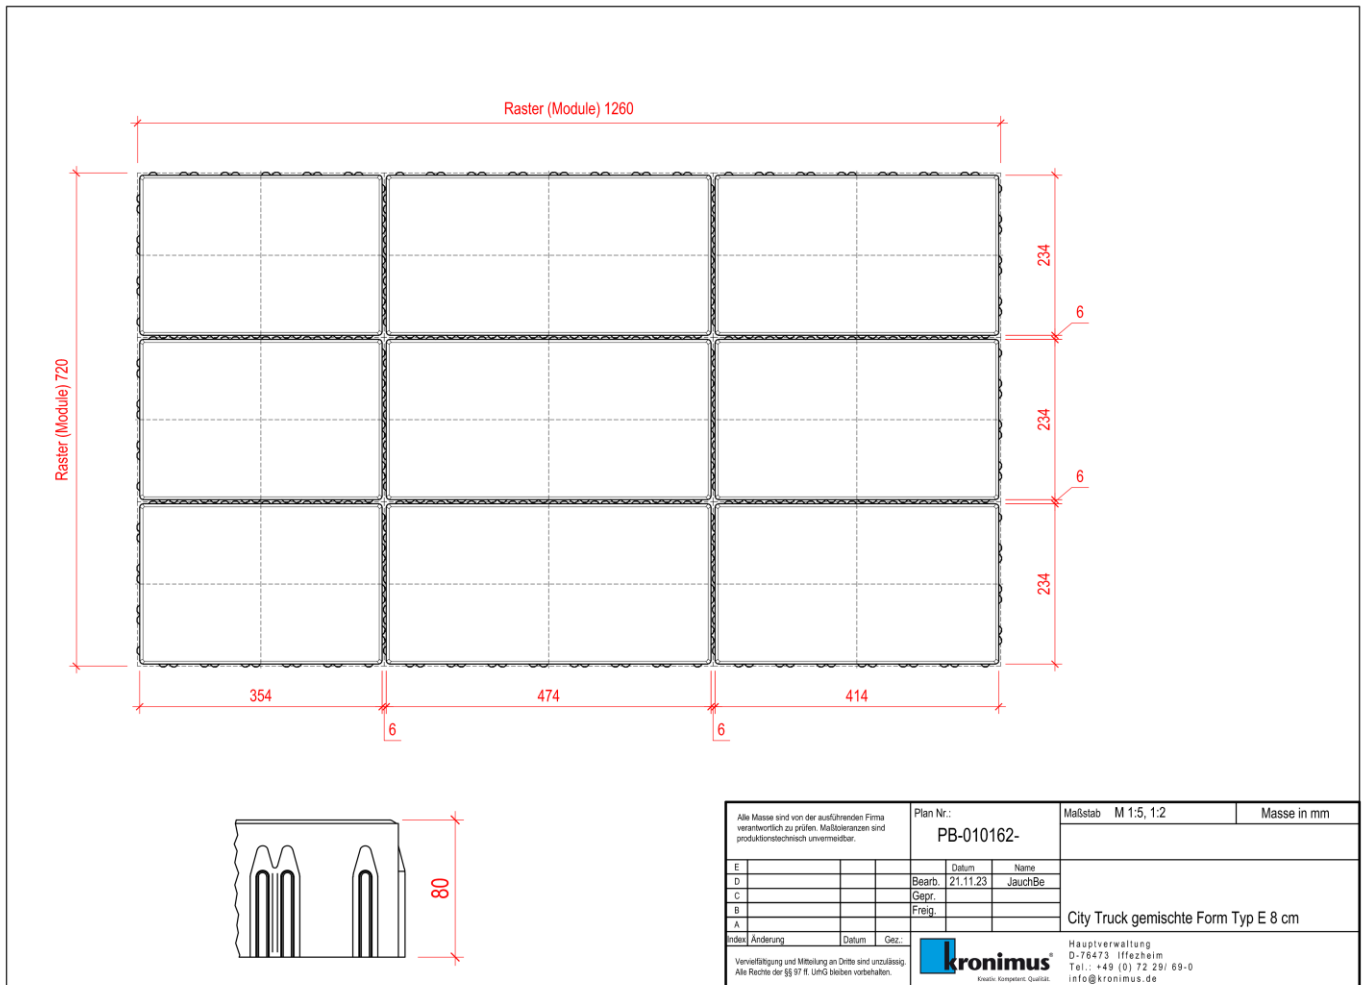 Raster (Module) 1260
Raster (Module) 720
234
6
234
6
234
354
474
414
6
6
80
Alle Masse sind von der ausführenden Firma
verantwortlich zu prüfen. Maßtoleranzen sind
produktionstechnisch unvermeidbar.
Plan Nr.:
PB-010162-
Maßstab M 1:5, 1:2
Masse in mm
E
D
C
B
A
Index Änderung Datum Gez.:
Datum Name
Bearb. 21.11.23 JauchBe
Gepr.
Freig.
City Truck gemischte Form Typ E 8 cm
Vervielfältigung und Mitteilung an Dritte sind unzulässig.
Alle Rechte der §§ 97 ff. UrhG bleiben vorbehalten.
kronimus®
Kreativ. Kompetent. Qualität.
Hauptverwaltung
D-76473 Iffezheim
Tel.: +49 (0) 72 29/ 69-0
info@kronimus.de